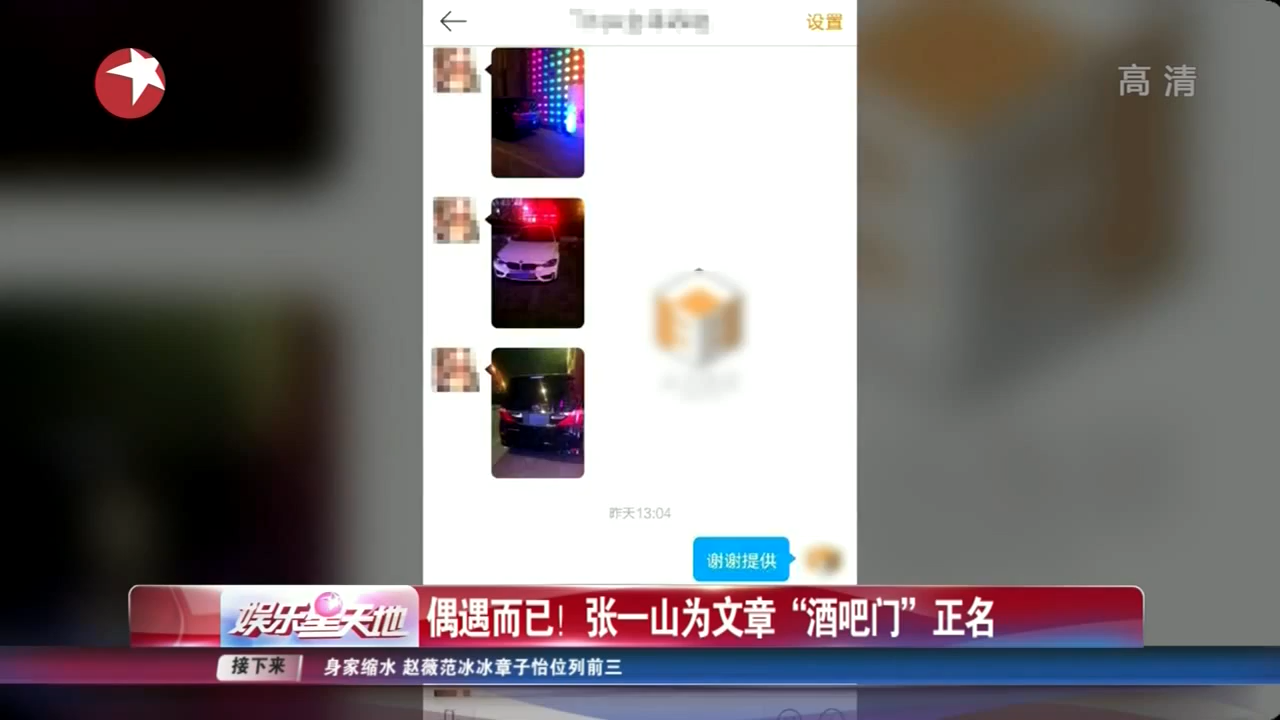 设置
高清
昨天13:04
谢谢提供
娱乐星天地
偶遇而已！张一山为文章“酒吧门”正名
接下来
身家缩水 赵薇范冰冰章子怡位列前三